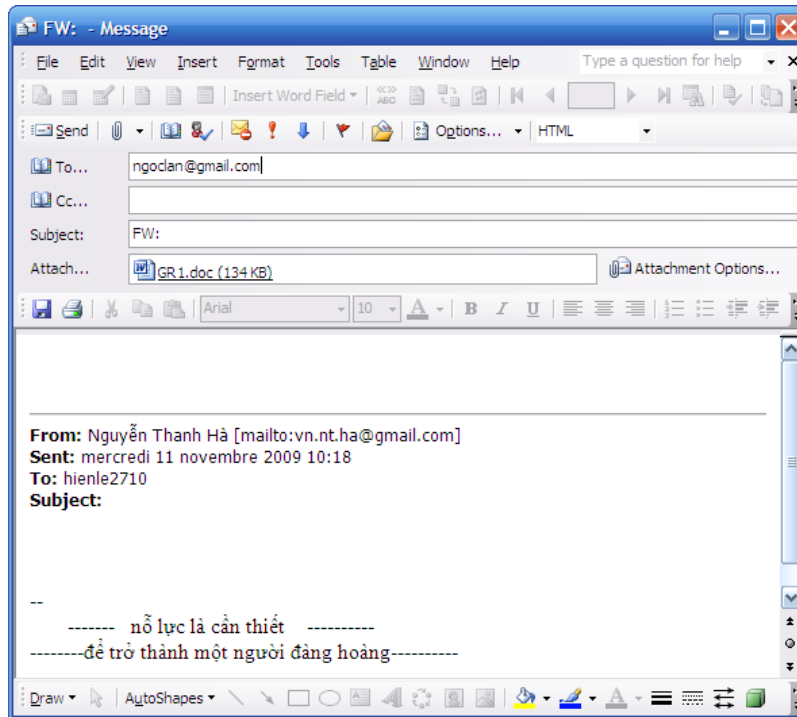 FW:  - Message
File Edit View Insert Format Tools Table Window Help Type a question for help
Insert Word Field
Send Options... HTML
To... ngoclan@gmail.com
Cc...
Subject: FW:
Attach... GR1.doc (134 KB) Attachment Options...
Arial 10 A B I U
From: Nguyễn Thanh Hà [mailto:vn.nt.ha@gmail.com]
Sent: mercredi 11 novembre 2009 10:18
To: hienle2710
Subject:
--
------- nỗ lực là cần thiết ----------
--------để trở thành một người đàng hoàng----------
Draw AutoShapes A